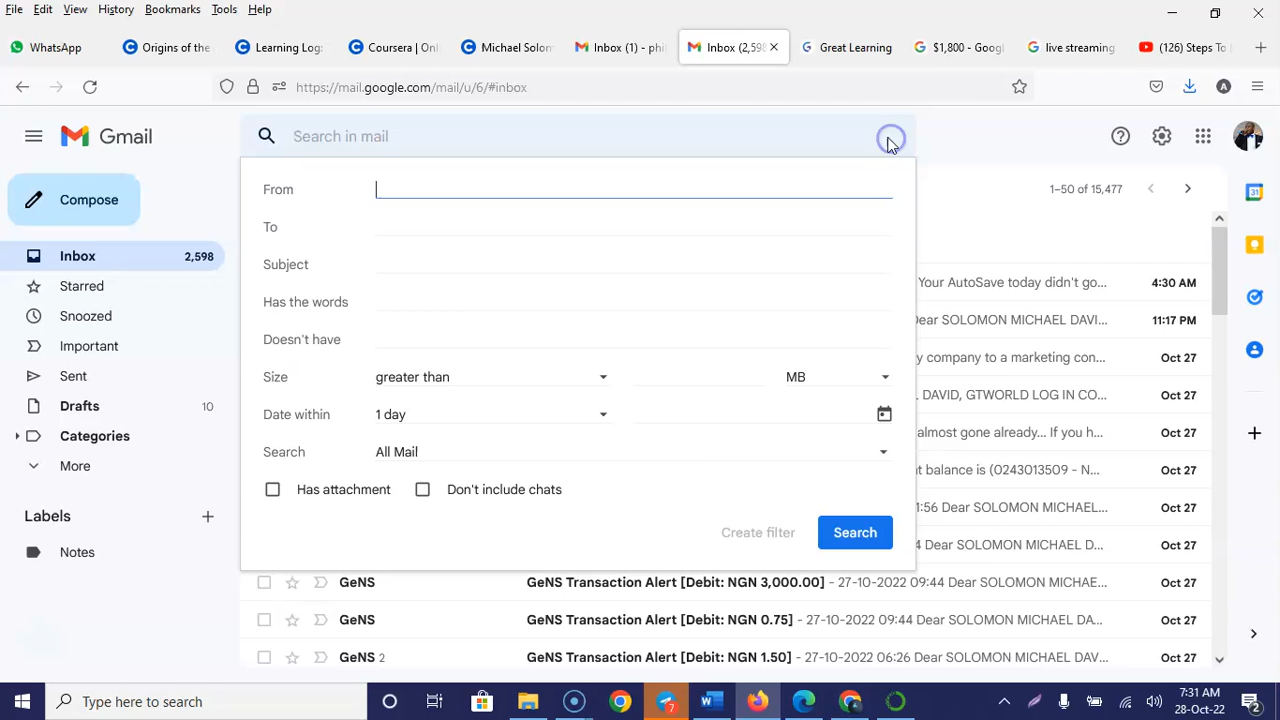 File Edit View History Bookmarks Tools Help
WhatsApp
Origins of the
Learning Log
Coursera | Onl
Michael Solom
Inbox (1) - phi
Inbox (2,598
Great Learning
$1,800 - Goog
live streaming
(126) Steps To
https://mail.google.com/mail/u/6/#inbox
A
Gmail
Search in mail
Compose
From
1–50 of 15,477
31
To
Inbox 2,598
Subject
Starred
Your AutoSave today didn't go... 4:30 AM
Has the words
Snoozed
Dear SOLOMON MICHAEL DAVI... 11:17 PM
Doesn't have
Important
y company to a marketing con... Oct 27
Size greater than MB
Sent
DAVID, GTWORLD LOG IN CO... Oct 27
Date within 1 day
Drafts 10
almost gone already... If you h... Oct 27
Categories
Search All Mail
More
nt balance is (0243013509 - N... Oct 27
Has attachment Don't include chats
Labels
1:56 Dear SOLOMON MICHAEL... Oct 27
Create filter Search
4 Dear SOLOMON MICHAEL D... Oct 27
Notes
GeNS GeNS Transaction Alert [Debit: NGN 3,000.00] - 27-10-2022 09:44 Dear SOLOMON MICHAE... Oct 27
GeNS GeNS Transaction Alert [Debit: NGN 0.75] - 27-10-2022 09:44 Dear SOLOMON MICHAEL DA... Oct 27
GeNS 2 GeNS Transaction Alert [Debit: NGN 1.50] - 27-10-2022 06:26 Dear SOLOMON MICHAEL DA... Oct 27
Type here to search
7
7:31 AM
28-Oct-22
2